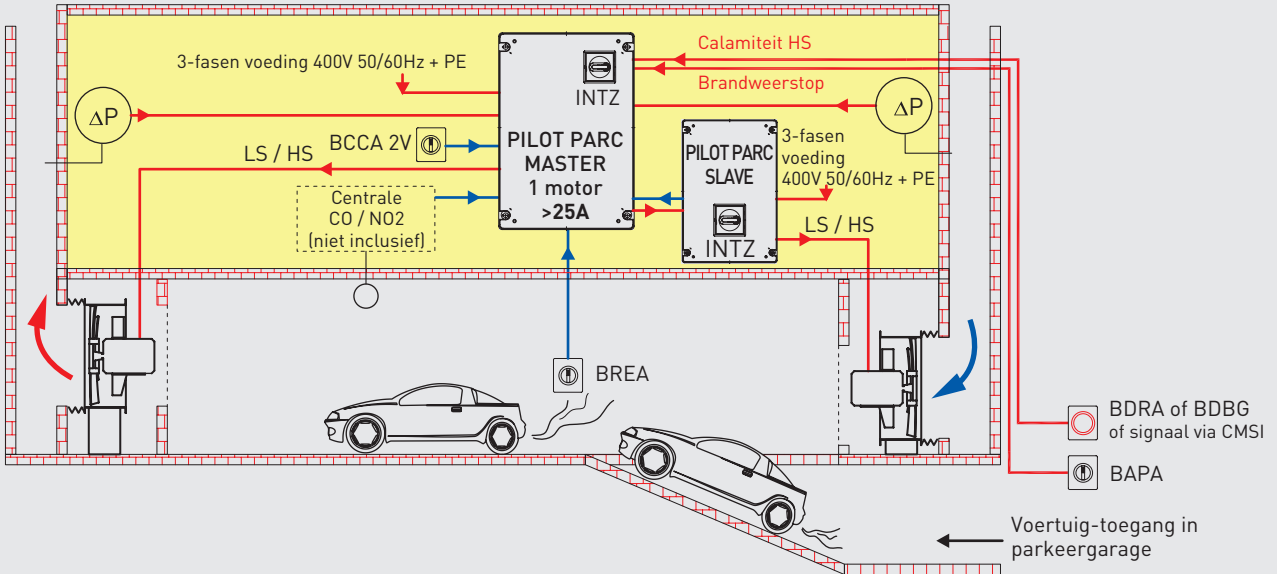 3-fasen voeding 400V 50/60Hz + PE
ΔP
BCCA 2V
LS / HS
Centrale
CO / NO2
(niet inclusief)
INTZ
PILOT PARC
MASTER
1 motor
>25A
Calamiteit HS
Brandweerstop
ΔP
PILOT PARC
SLAVE
INTZ
3-fasen
voeding
400V 50/60Hz + PE
LS / HS
BREA
BDRA of BDBG
of signaal via CMSI
BAPA
Voertuig-toegang in
parkeergarage